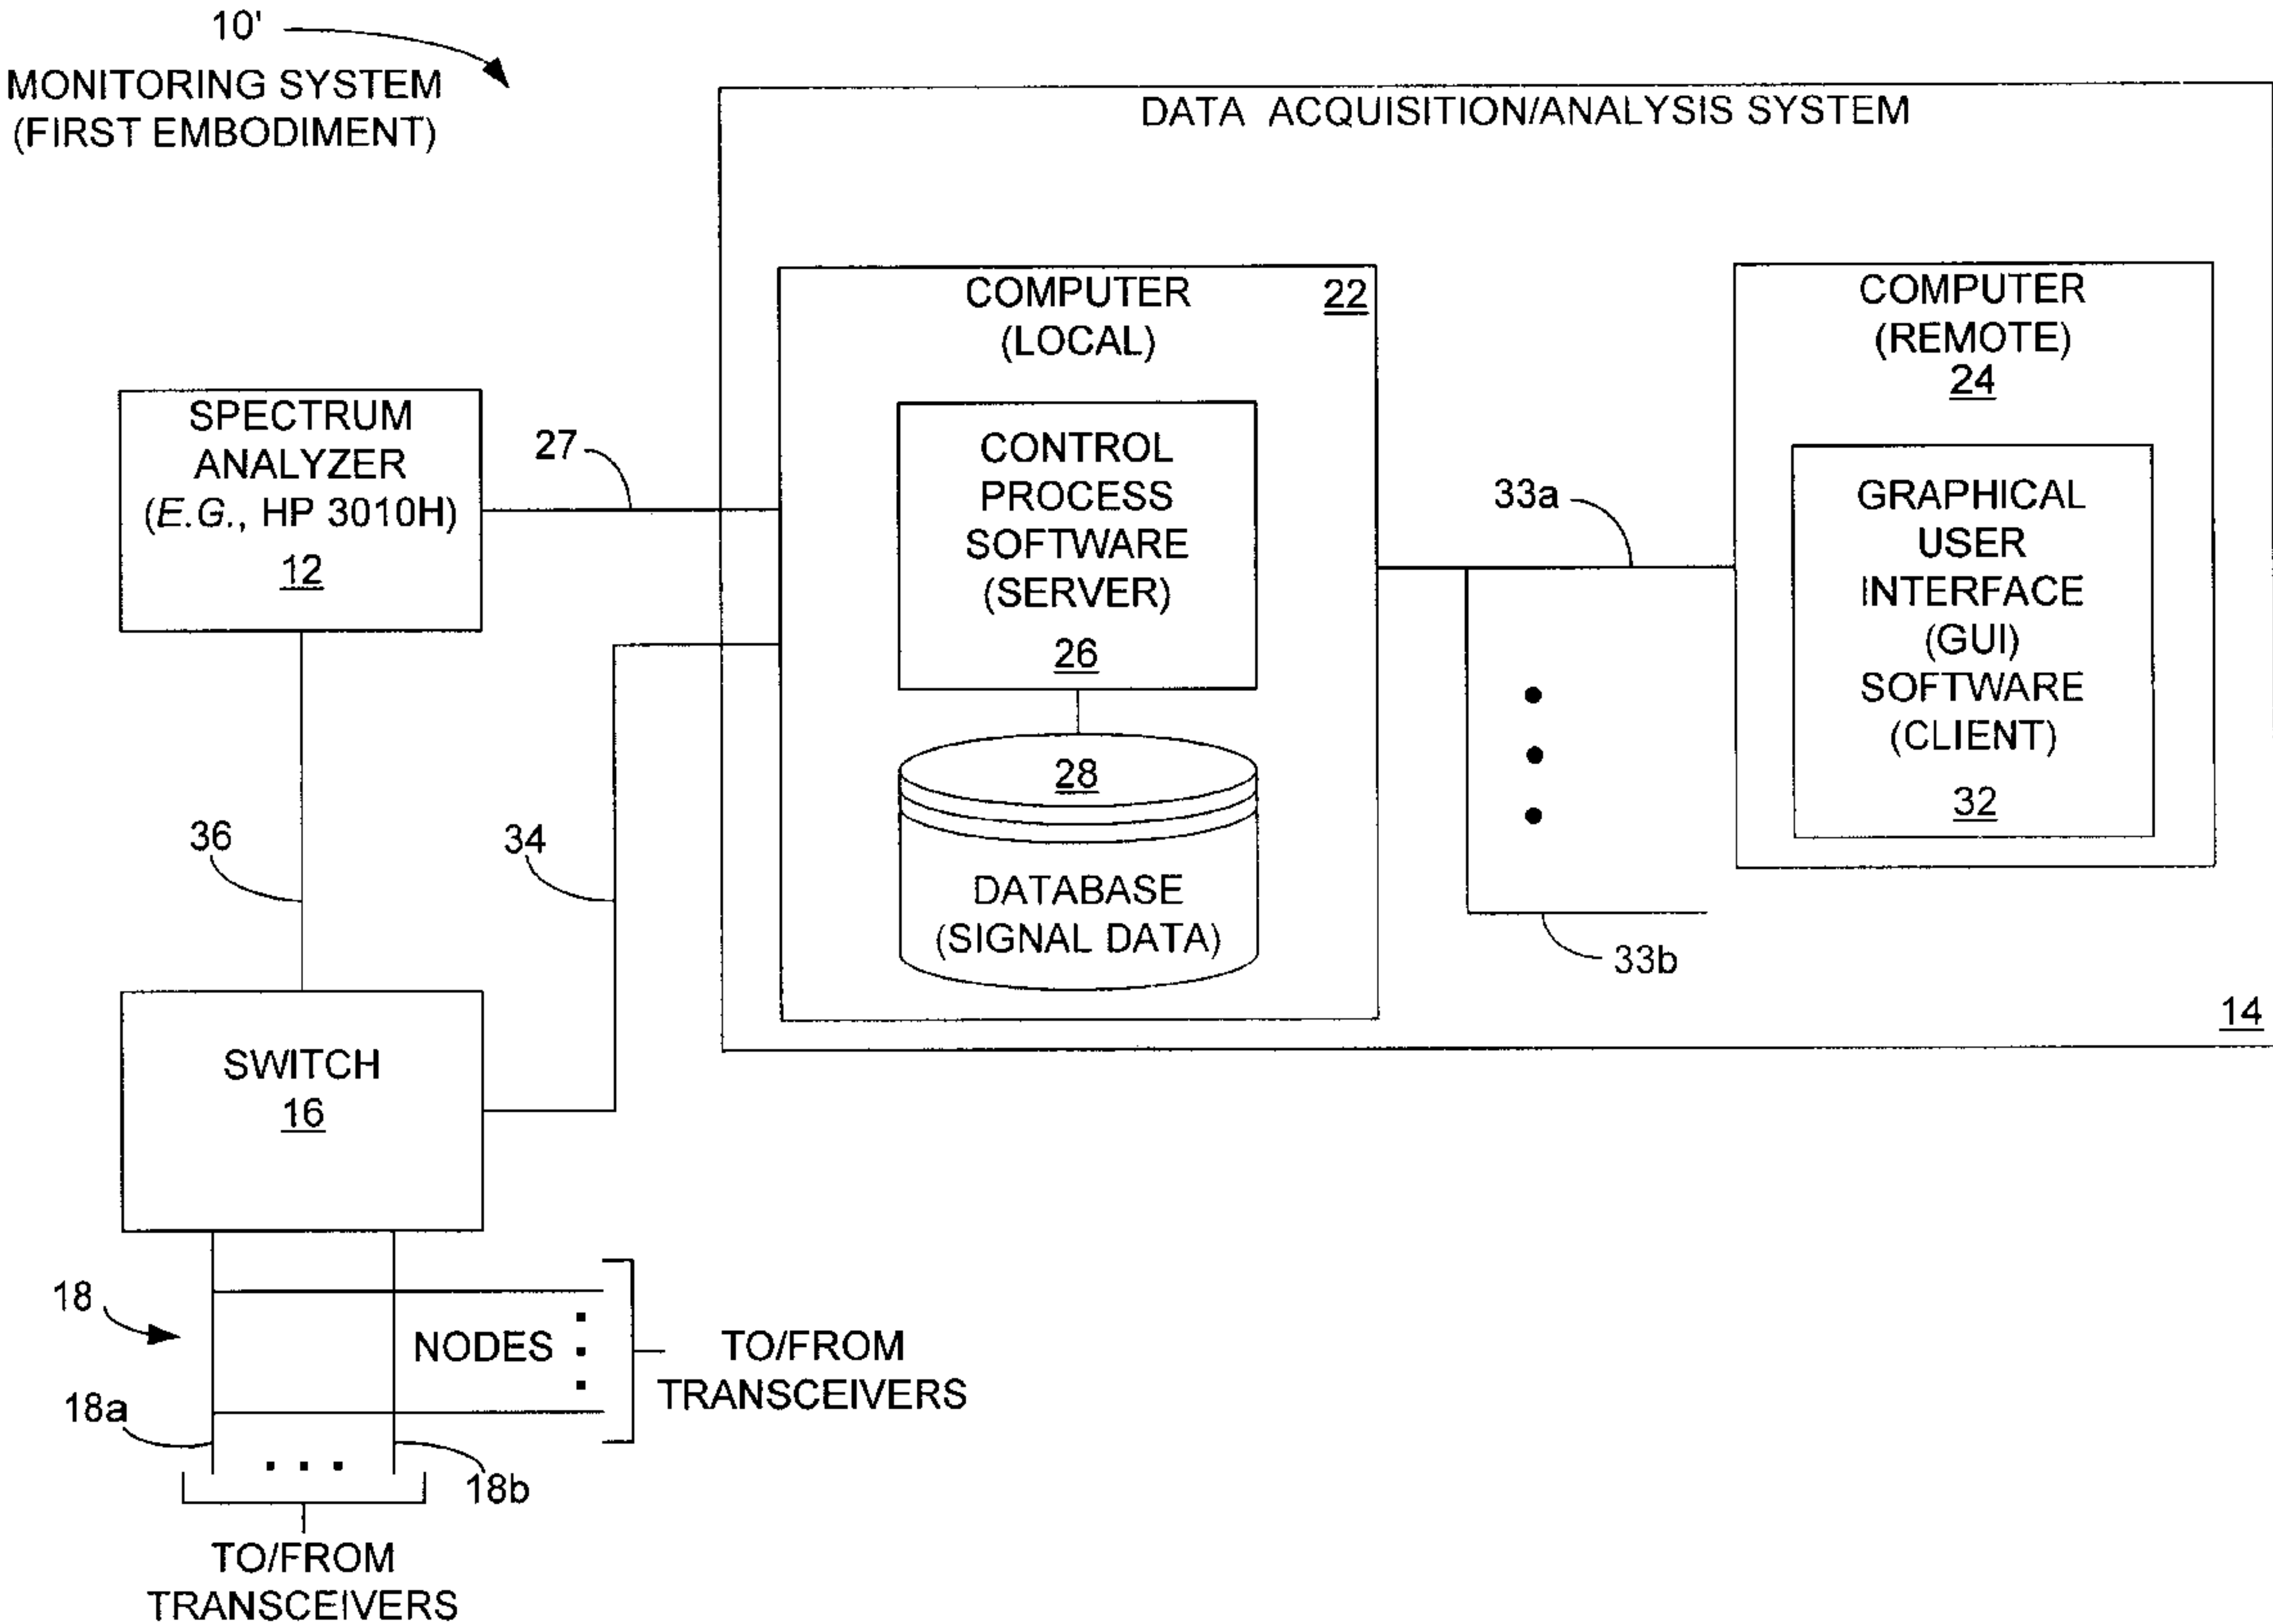 10'
MONITORING SYSTEM
(FIRST EMBODIMENT)
DATA ACQUISITION/ANALYSIS SYSTEM
COMPUTER
(LOCAL)
22
COMPUTER
(REMOTE)
24
SPECTRUM
ANALYZER
(E.G., HP 3010H)
12
27
CONTROL
PROCESS
SOFTWARE
(SERVER)
26
33a
GRAPHICAL
USER
INTERFACE
(GUI)
SOFTWARE
(CLIENT)
32
28
DATABASE
(SIGNAL DATA)
36
34
33b
14
SWITCH
16
18
NODES
TO/FROM
TRANSCEIVERS
18a
18b
TO/FROM
TRANSCEIVERS